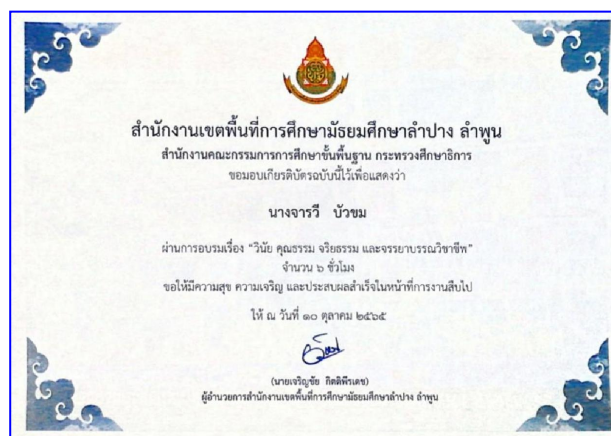 สำนักงานเขตพื้นที่การศึกษามัธยมศึกษาลำปาง ลำพูน
สำนักงานคณะกรรมการการศึกษาขั้นพื้นฐาน กระทรวงศึกษาธิการ
ขอมอบเกียรติบัตรฉบับนี้ไว้เพื่อแสดงว่า
นางจารวี บัวขม
ผ่านการอบรมเรื่อง "วินัย คุณธรรม จริยธรรม และจรรยาบรรณวิชาชีพ"
จำนวน ๖ ชั่วโมง
ขอให้มีความสุข ความเจริญ และประสบผลสำเร็จในหน้าที่การงานสืบไป
ให้ ณ วันที่ ๑๐ ตุลาคม ๒๕๖๕
(นายเจริญชัย กิตติพีรเดช)
ผู้อำนวยการสำนักงานเขตพื้นที่การศึกษามัธยมศึกษาลำปาง ลำพูน